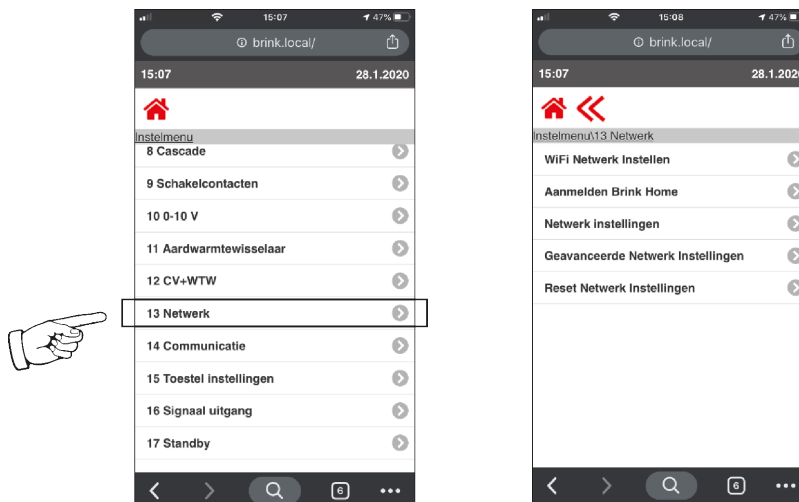 15:07
47%
brink.local/
15:07
28.1.2020
Instelmenu
8 Cascade
9 Schakelcontacten
10 0-10 V
11 Aardwarmtewisselaar
12 CV+WTW
13 Netwerk
14 Communicatie
15 Toestel instellingen
16 Signaal uitgang
17 Standby
6
15:08
47%
brink.local/
15:07
28.1.2020
Instelmenu\13 Netwerk
WiFi Netwerk Instellen
Aanmelden Brink Home
Netwerk instellingen
Geavanceerde Netwerk Instellingen
Reset Netwerk Instellingen
6